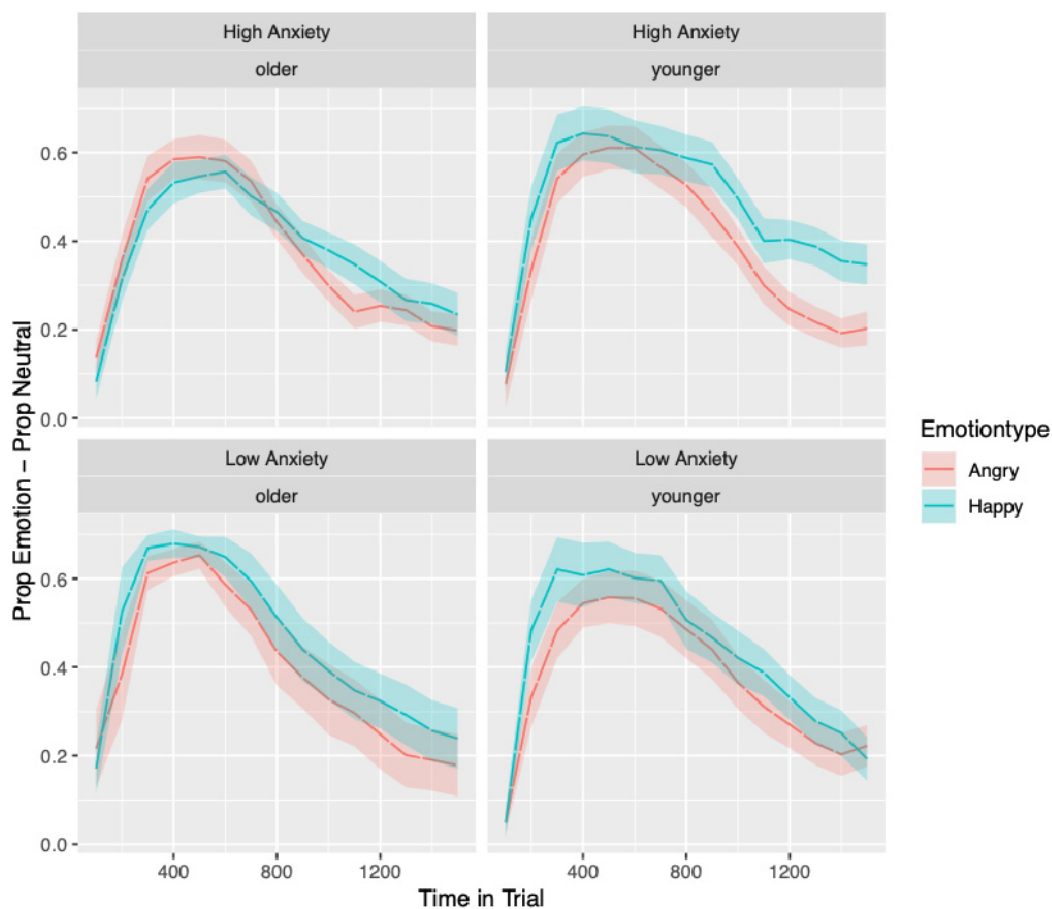 High Anxiety
older
High Anxiety
younger
0.6
0.4
0.2
0.0
Low Anxiety
older
Low Anxiety
younger
0.6
0.4
0.2
0.0
400
800
1200
400
800
1200
Time in Trial
Prop Emotion – Prop Neutral
Emotiontype
Angry
Happy